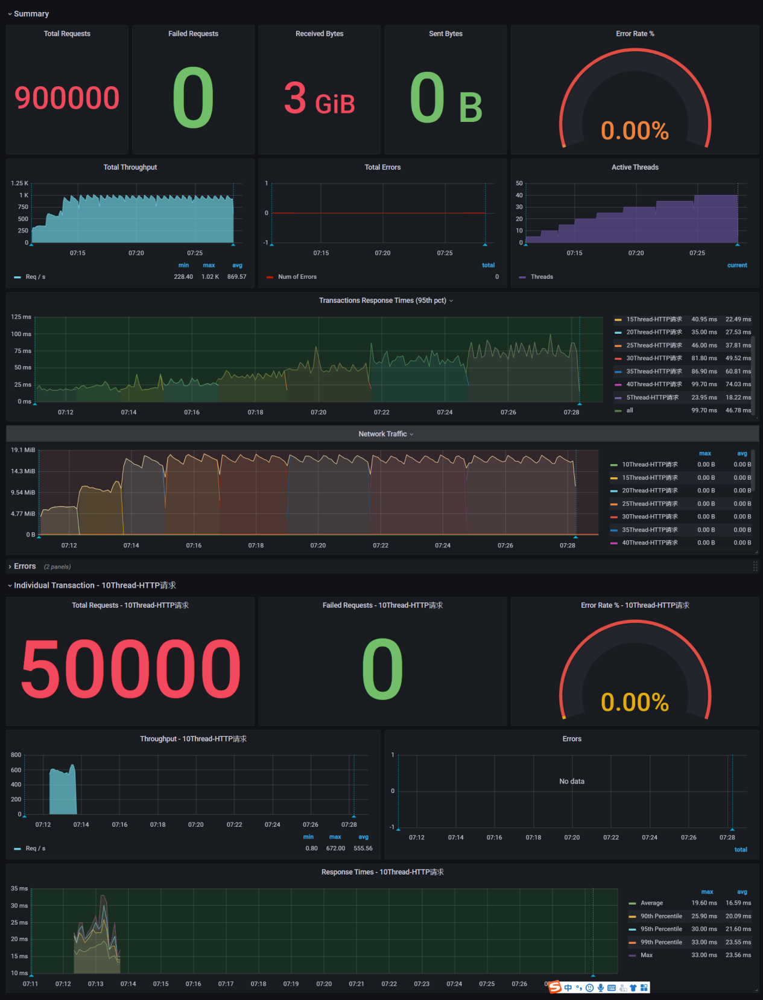 Summary
Total Requests
Failed Requests
Received Bytes
Sent Bytes
Error Rate %
900000
0
3 GiB
0 B
0.00%
Total Throughput
1.25 K
1 K
750
500
250
0
07:15 07:20 07:25
min max avg
Req / s 228.40 1.02 K 869.57
Total Errors
1
0
-1
07:15 07:20 07:25
total
Num of Errors 0
Active Threads
50
40
30
20
10
0
07:15 07:20 07:25
current
Threads
Transactions Response Times (95th pct)
125 ms
100 ms
75 ms
50 ms
25 ms
0 ms
07:12 07:14 07:16 07:18 07:20 07:22 07:24 07:26 07:28
15Thread-HTTP请求 40.95 ms 22.49 ms
20Thread-HTTP请求 35.00 ms 27.53 ms
25Thread-HTTP请求 46.00 ms 37.81 ms
30Thread-HTTP请求 81.80 ms 49.52 ms
35Thread-HTTP请求 86.90 ms 60.81 ms
40Thread-HTTP请求 99.70 ms 74.03 ms
5Thread-HTTP请求 23.95 ms 18.22 ms
all 99.70 ms 46.78 ms
Network Traffic
19.1 MiB
14.3 MiB
9.54 MiB
4.77 MiB
0 B
07:12 07:14 07:16 07:18 07:20 07:22 07:24 07:26 07:28
max avg
10Thread-HTTP请求 0.00 B 0.00 B
15Thread-HTTP请求 0.00 B 0.00 B
20Thread-HTTP请求 0.00 B 0.00 B
25Thread-HTTP请求 0.00 B 0.00 B
30Thread-HTTP请求 0.00 B 0.00 B
35Thread-HTTP请求 0.00 B 0.00 B
40Thread-HTTP请求 0.00 B 0.00 B
Errors (2 panels)
Individual Transaction - 10Thread-HTTP请求
Total Requests - 10Thread-HTTP请求
Failed Requests - 10Thread-HTTP请求
Error Rate % - 10Thread-HTTP请求
50000
0
0.00%
Throughput - 10Thread-HTTP请求
800
600
400
200
0
07:12 07:14 07:16 07:18 07:20 07:22 07:24 07:26 07:28
min max avg
Req / s 0.80 672.00 555.56
Errors
1
0
-1
No data
07:12 07:14 07:16 07:18 07:20 07:22 07:24 07:26 07:28
total
Response Times - 10Thread-HTTP请求
35 ms
30 ms
25 ms
20 ms
15 ms
10 ms
07:11 07:12 07:13 07:14 07:15 07:16 07:17 07:18 07:19 07:20 07:21 07:22 07:23 07:24 07:25 07:26
max avg
Average 19.60 ms 16.59 ms
90th Percentile 25.90 ms 20.09 ms
95th Percentile 30.00 ms 21.60 ms
99th Percentile 33.00 ms 23.55 ms
Max 33.00 ms 23.56 ms
S 中